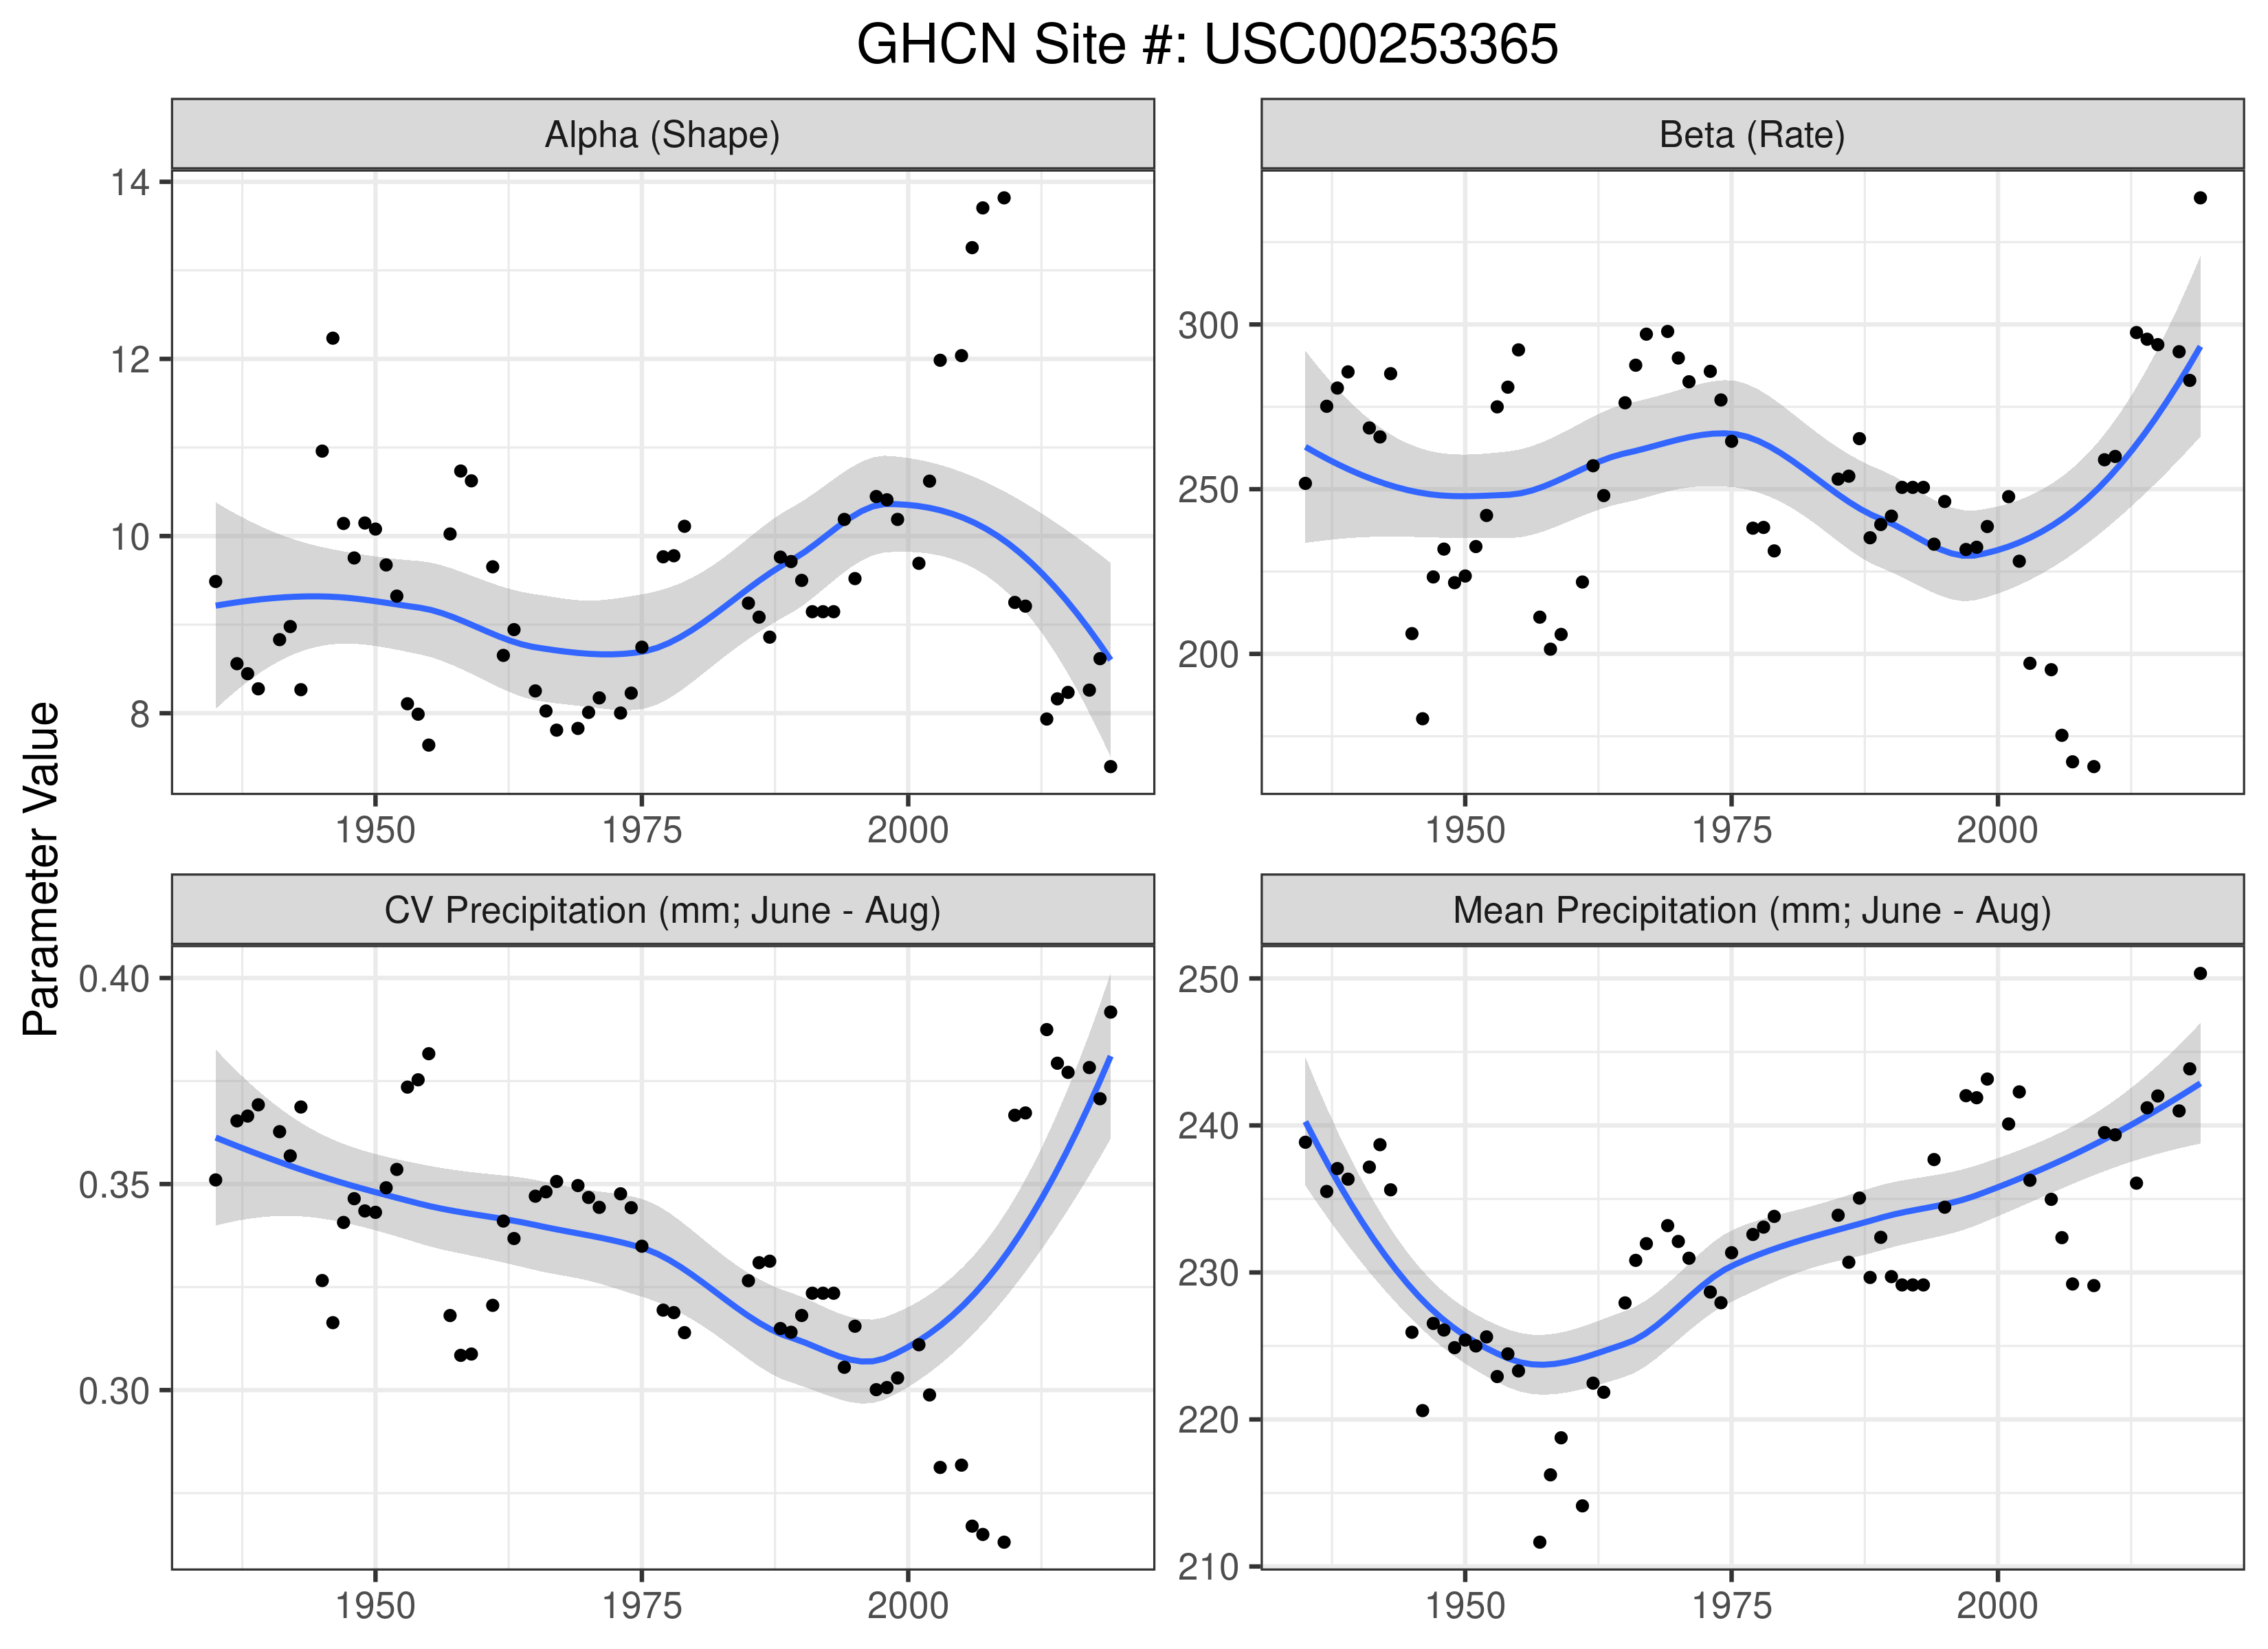 GHCN Site #: USC00253365
Alpha (Shape)
Beta (Rate)
14
12
10
8
300
250
200
1950 1975 2000
1950 1975 2000
Parameter Value
CV Precipitation (mm; June - Aug)
Mean Precipitation (mm; June - Aug)
0.40
0.35
0.30
250
240
230
220
210
1950 1975 2000
1950 1975 2000